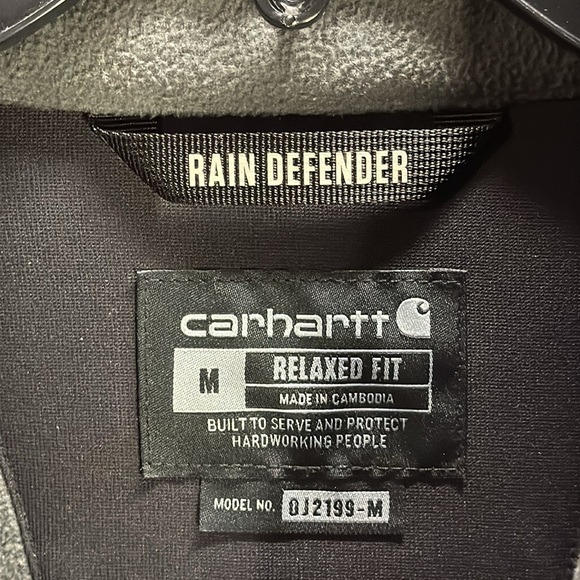 RAIN DEFENDER
carhartt
M
RELAXED FIT
MADE IN CAMBODIA
BUILT TO SERVE AND PROTECT
HARDWORKING PEOPLE
MODEL NO. OJ2199-M